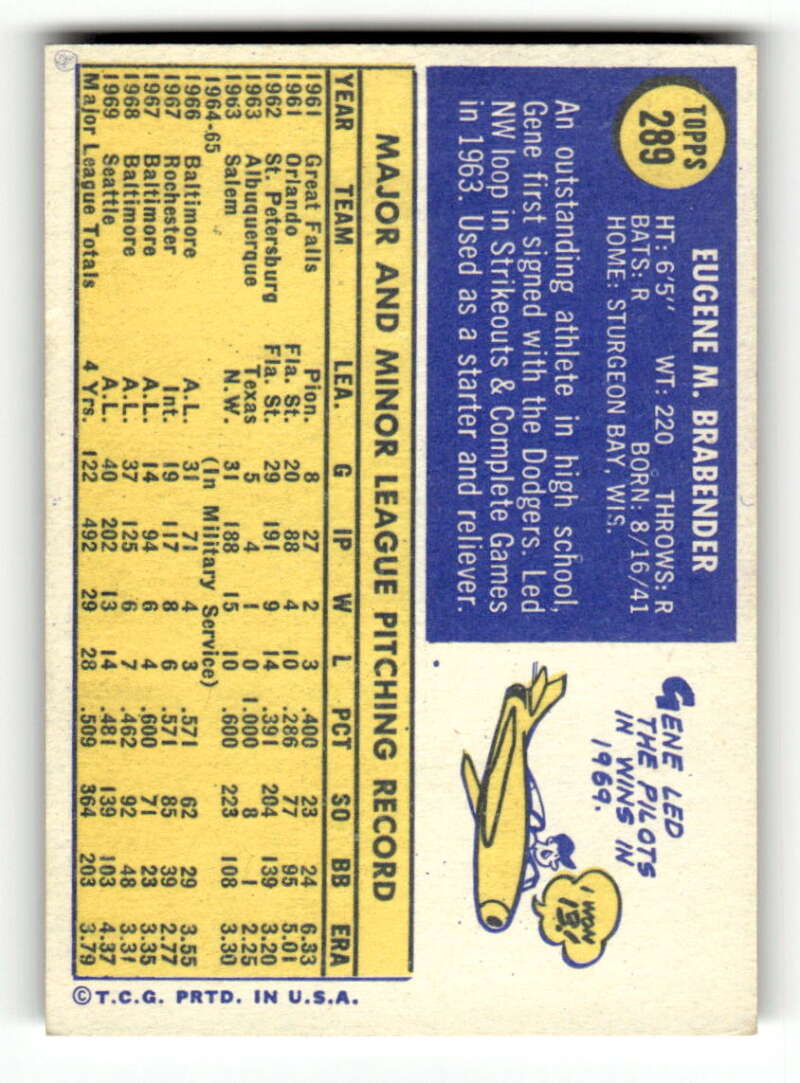 TOPPS
289
EUGENE M. BRABENDER
HT: 6'5" WT: 220 THROWS: R
BATS: R BORN: 8/16/41
HOME: STURGEON BAY, WIS.
An outstanding athlete in high school,
Gene first signed with the Dodgers. Led
NW loop in Strikeouts & Complete Games
in 1963. Used as a starter and reliever.
GENE LED
THE PILOTS
IN WINS IN
1969.
I WON
13!
MAJOR AND MINOR LEAGUE PITCHING RECORD
YEAR TEAM LEA. G IP W L PCT SO BB ERA
1961 Great Falls Pion. 8 27 2 3 .400 23 24 6.33
1961 Orlando Fla. St. 20 88 4 10 .286 77 95 5.01
1962 St. Petersburg Fla. St. 29 191 9 14 .391 204 139 3.20
1963 Albuquerque Texas 5 4 1 0 1.000 8 1 2.25
1963 Salem N.W. 31 188 15 10 .600 223 108 3.30
1964-65 (In Military Service)
1966 Baltimore A.L. 31 71 4 3 .571 62 29 3.55
1967 Rochester Int. 19 117 8 6 .571 85 39 2.77
1967 Baltimore A.L. 14 94 6 4 .600 71 23 3.35
1968 Baltimore A.L. 37 125 6 7 .462 92 48 3.31
1969 Seattle A.L. 40 202 13 14 .481 139 103 4.37
Major League Totals 4 Yrs. 122 492 29 28 .509 364 203 3.79
© T.C.G. PRTD. IN U.S.A.